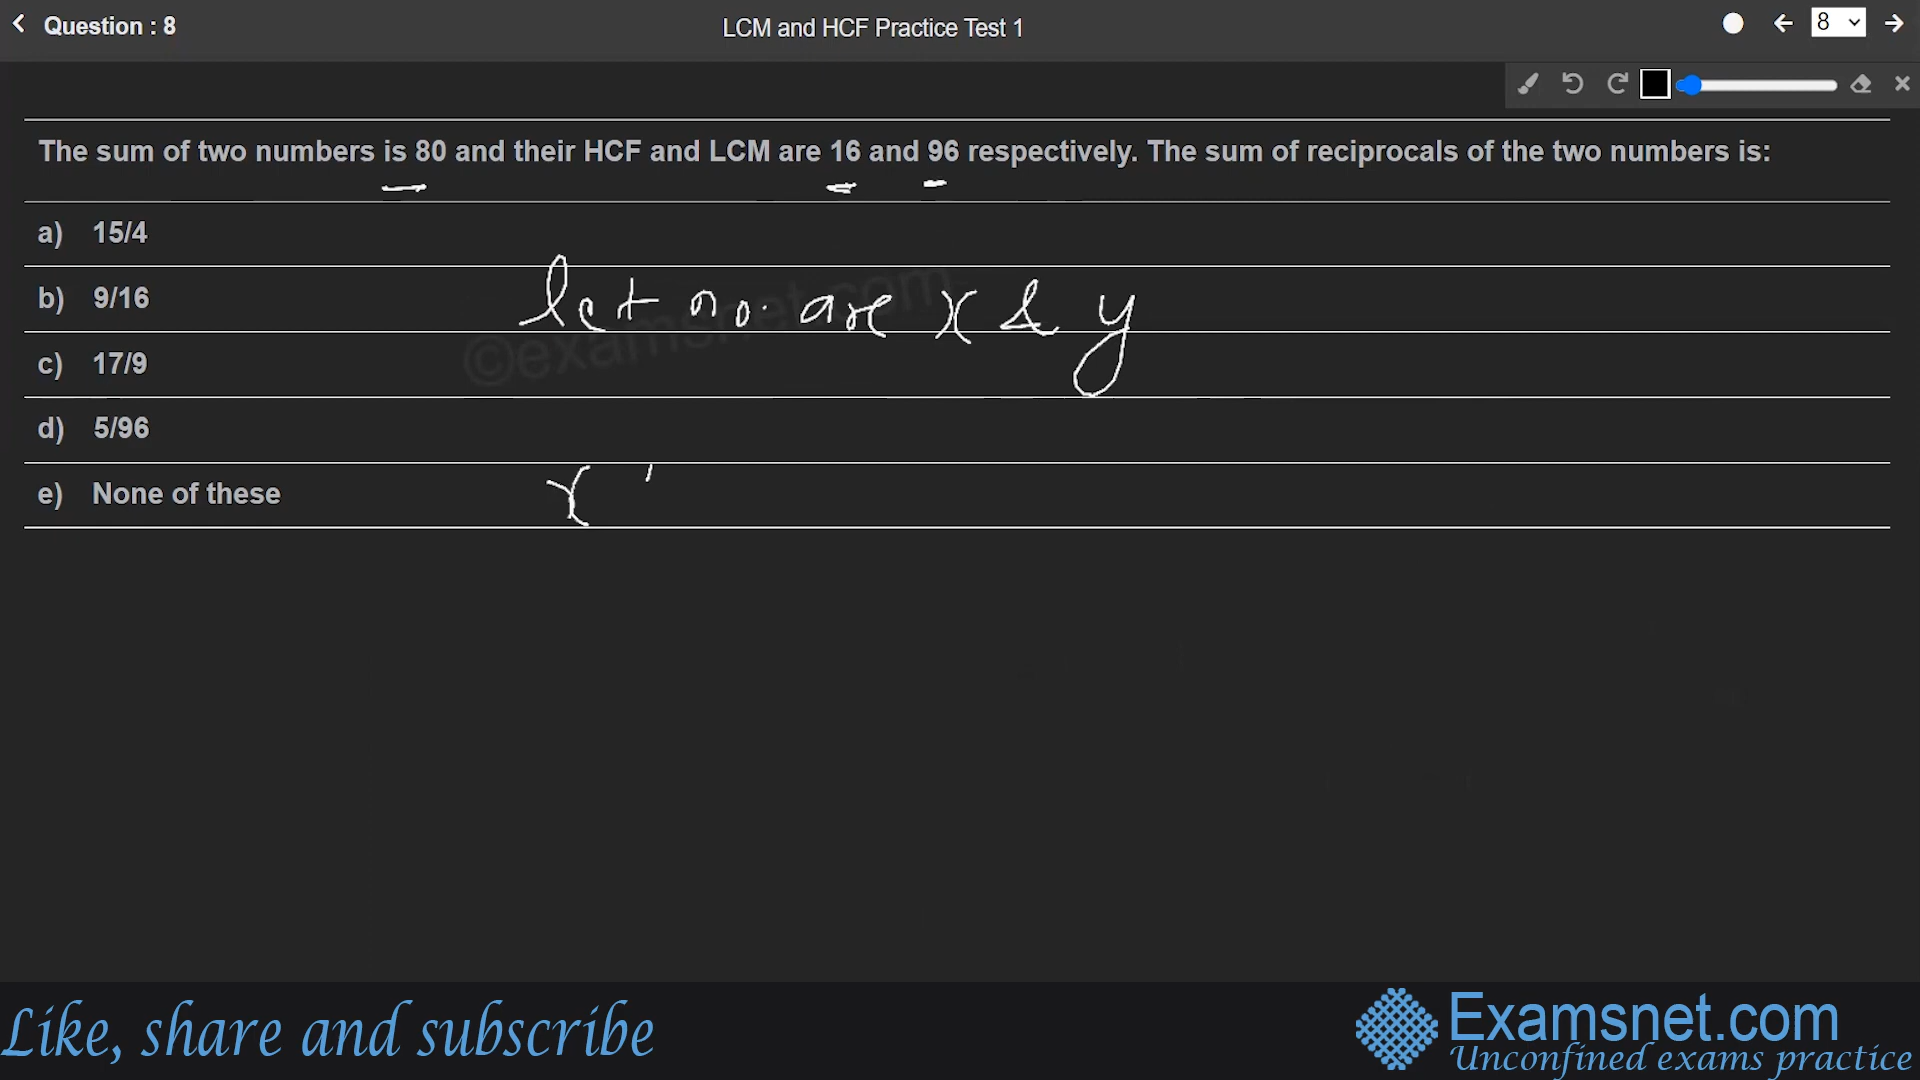 Question : 8
LCM and HCF Practice Test 1
8
The sum of two numbers is 80 and their HCF and LCM are 16 and 96 respectively. The sum of reciprocals of the two numbers is:
a) 15/4
b) 9/16
let no. are x & y
©examsnet.com
c) 17/9
d) 5/96
e) None of these
x
Like, share and subscribe
Examsnet.com
Unconfined exams practice